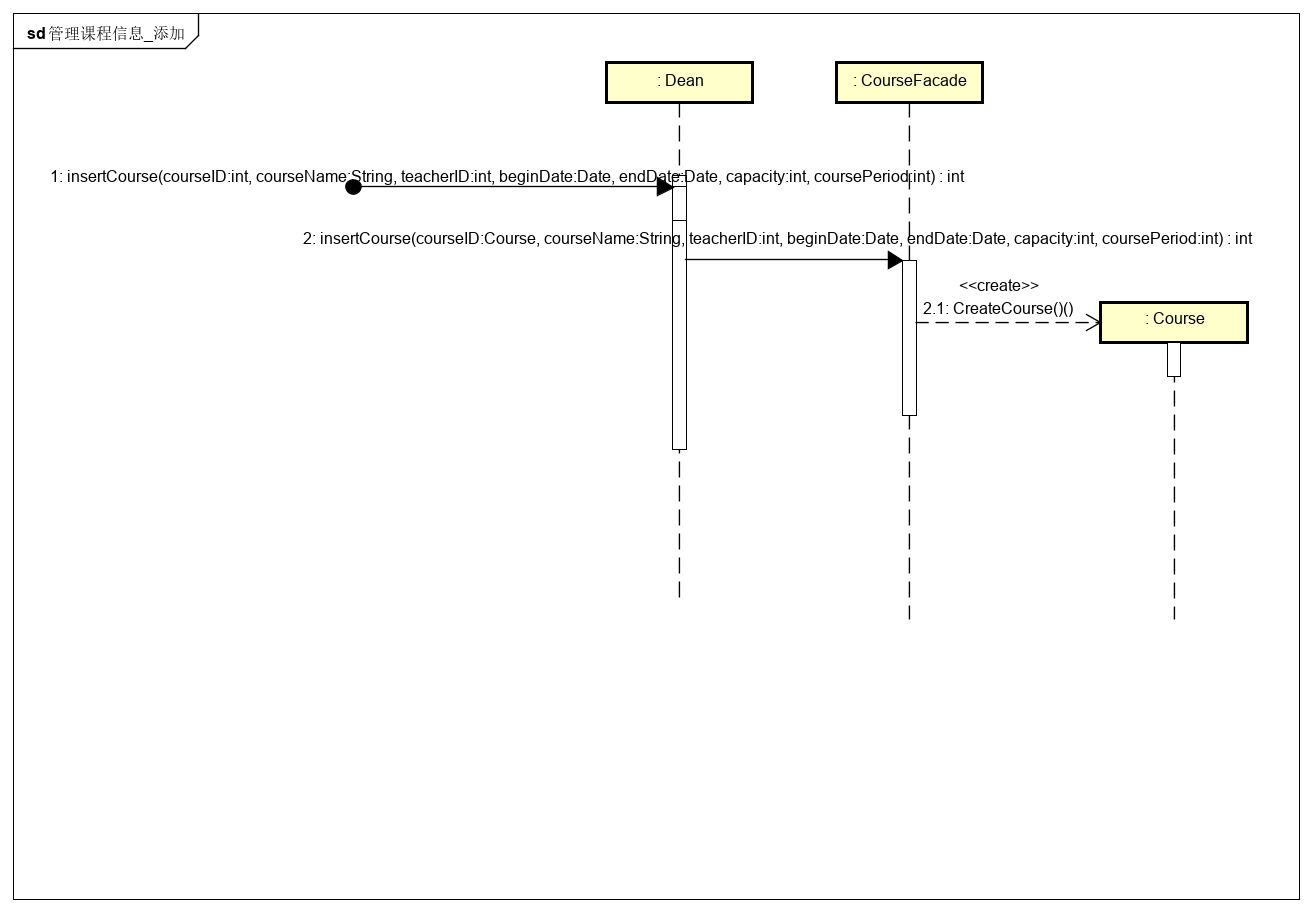 sd 管理课程信息_添加
: Dean
: CourseFacade
1: insertCourse(courseID:int, courseName:String, teacherID:int, beginDate:Date, endDate:Date, capacity:int, coursePeriod:int) : int
2: insertCourse(courseID:Course, courseName:String, teacherID:int, beginDate:Date, endDate:Date, capacity:int, coursePeriod:int) : int
<<create>>
2.1: CreateCourse()()
: Course